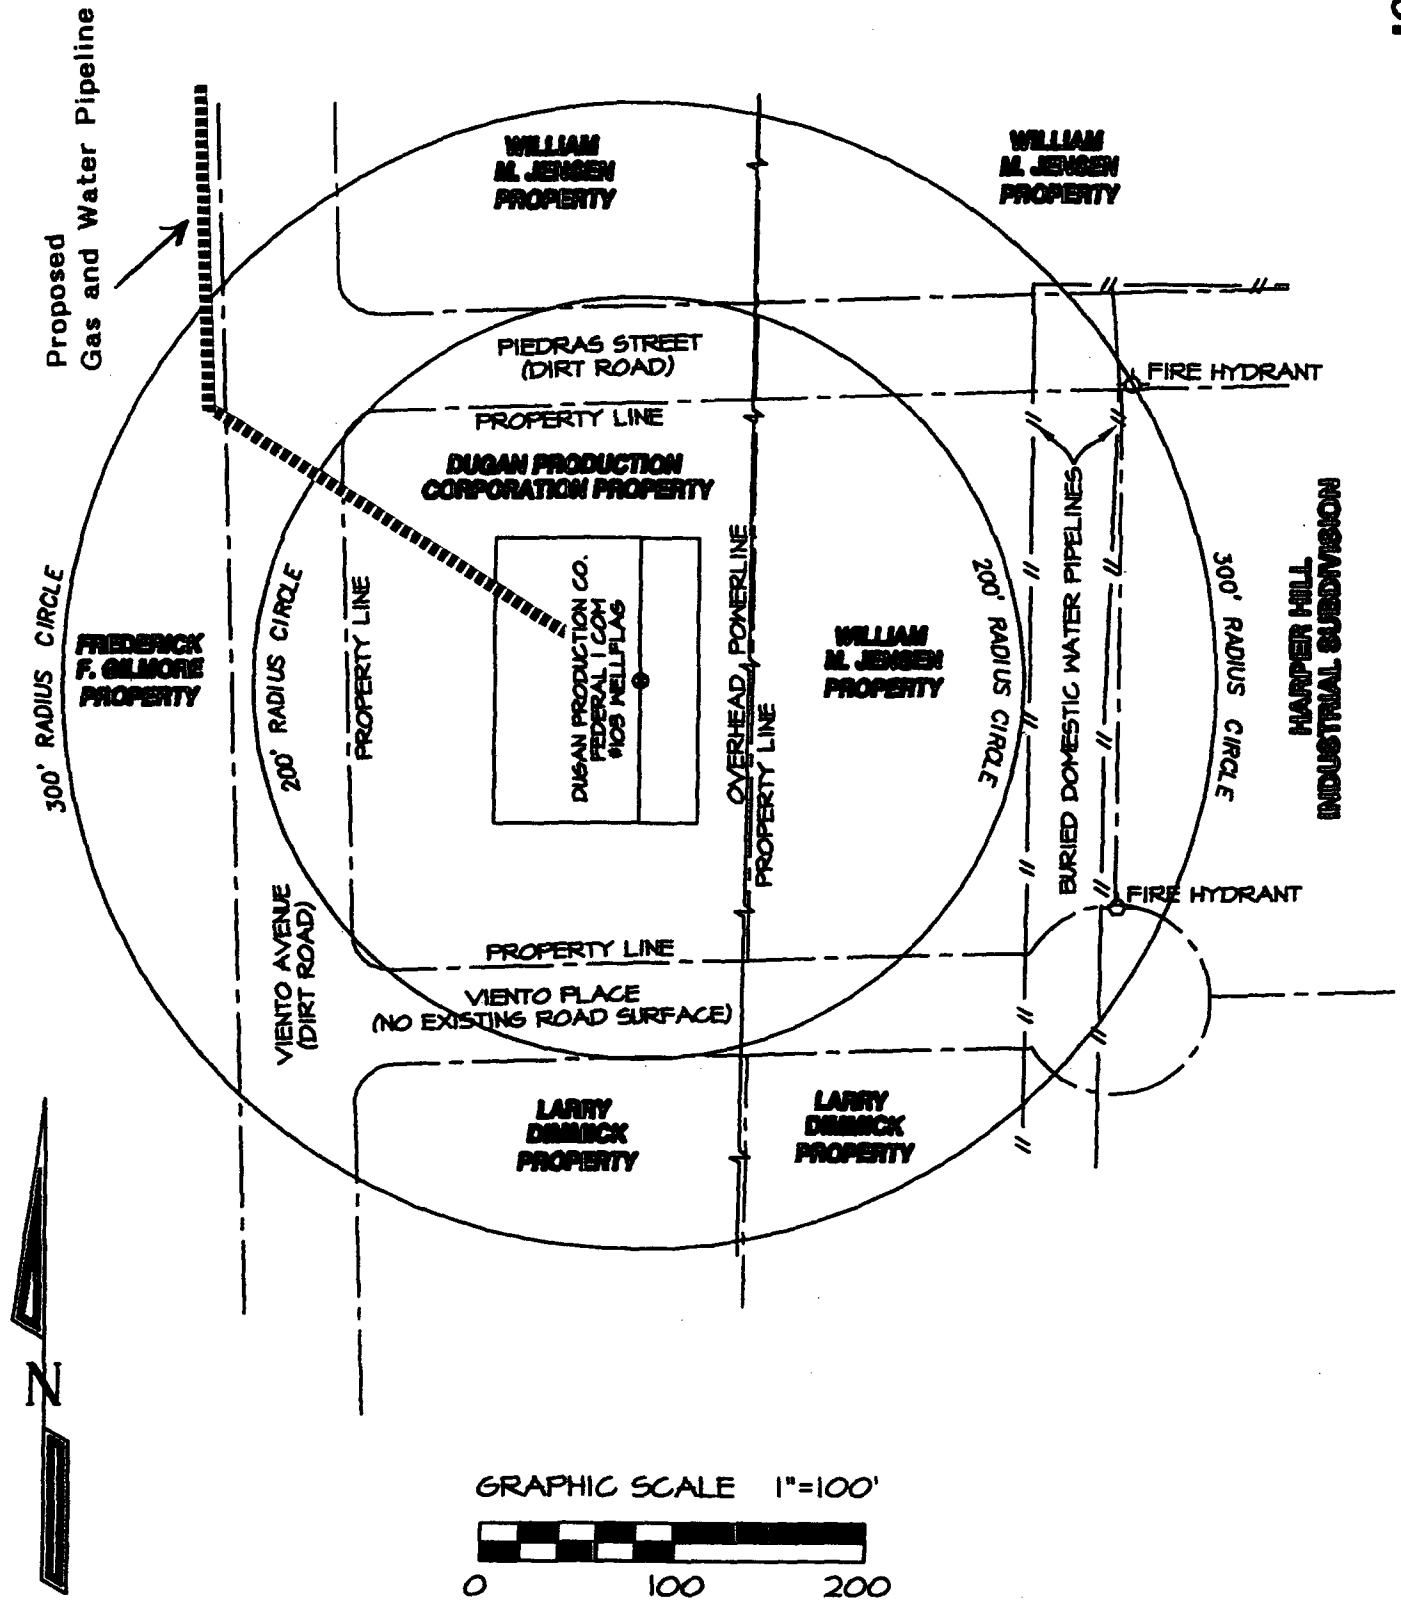 Proposed
Gas and Water Pipeline
WILLIAM
M. JENSEN
PROPERTY
WILLIAM
M. JENSEN
PROPERTY
PIEDRAS STREET
(DIRT ROAD)
FIRE HYDRANT
PROPERTY LINE
DUGAN PRODUCTION
CORPORATION PROPERTY
300' RADIUS CIRCLE
FREDERICK
F. GILMORE
PROPERTY
200' RADIUS CIRCLE
PROPERTY LINE
DUGAN PRODUCTION CO.
FEDERAL I COM
#105 WELLFLAG
OVERHEAD POWERLINE
PROPERTY LINE
WILLIAM
M. JENSEN
PROPERTY
200' RADIUS CIRCLE
BURIED DOMESTIC WATER PIPELINES
300' RADIUS CIRCLE
HARPER HILL
INDUSTRIAL SUBDIVISION
FIRE HYDRANT
VIENTO AVENUE
(DIRT ROAD)
PROPERTY LINE
VIENTO PLACE
(NO EXISTING ROAD SURFACE)
LARRY
DIMMICK
PROPERTY
LARRY
DIMMICK
PROPERTY
N
GRAPHIC SCALE 1"=100'
0 100 200